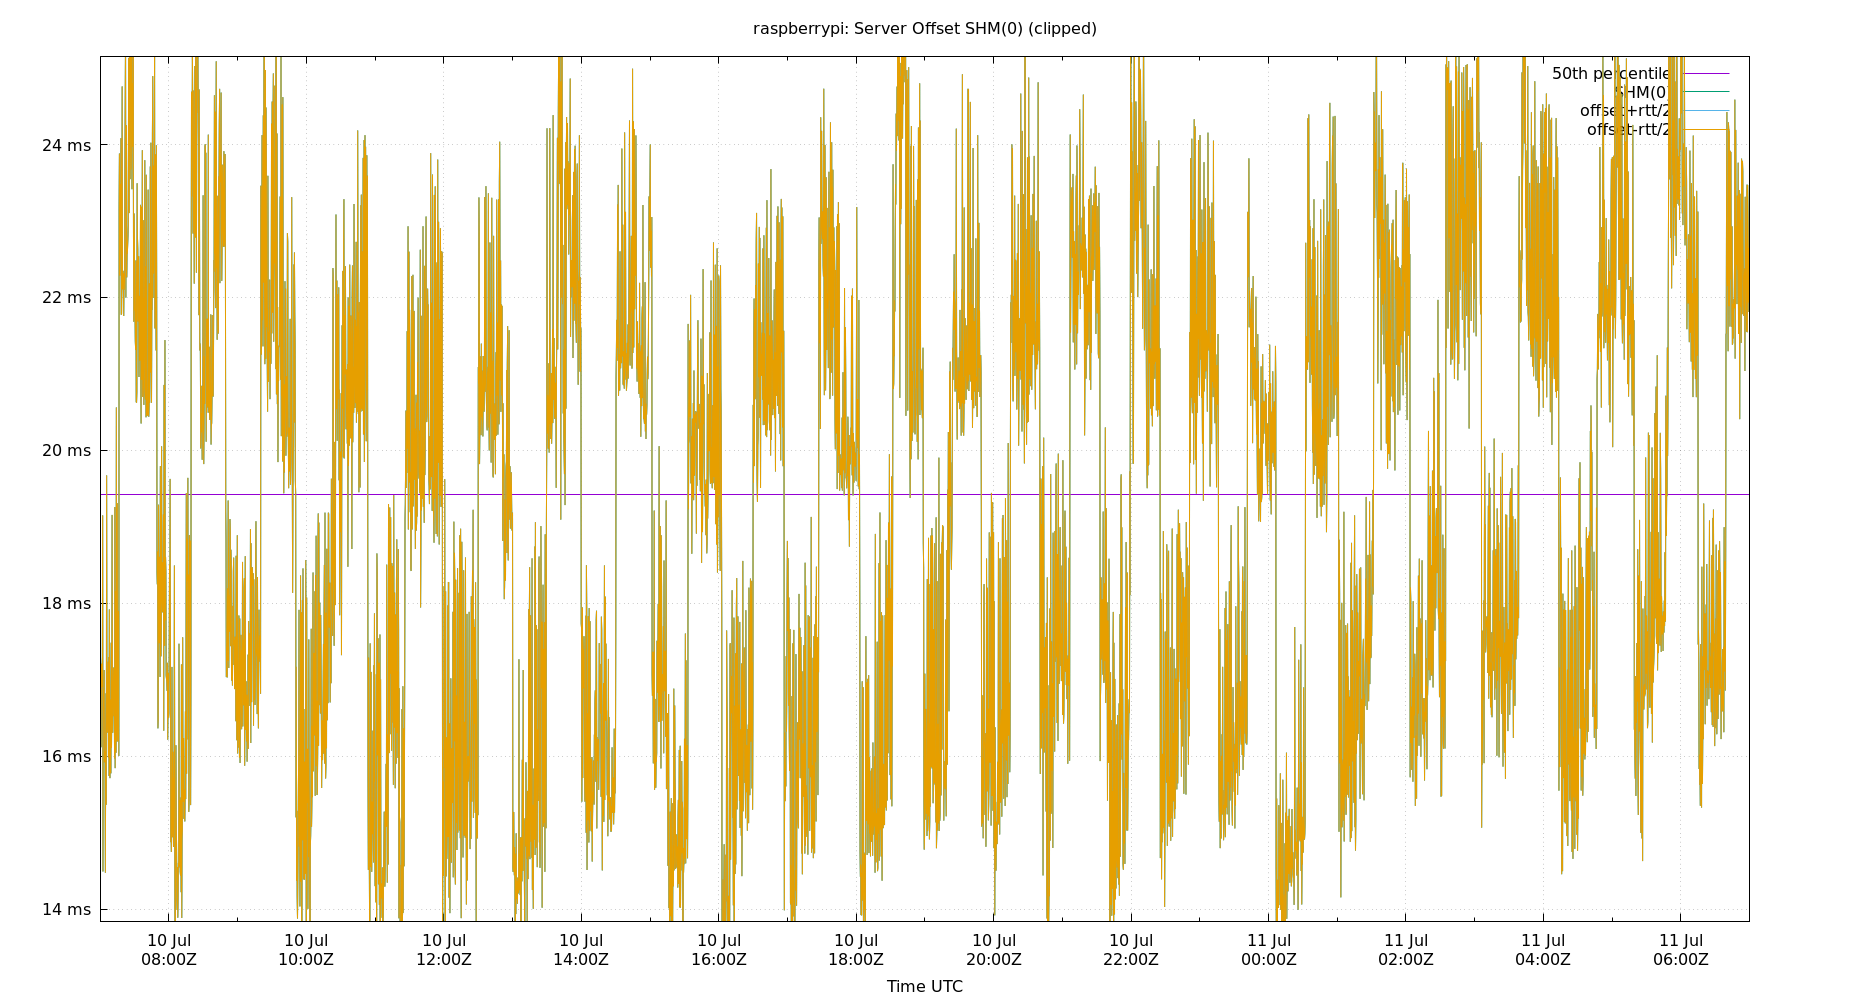 raspberrypi: Server Offset SHM(0) (clipped)
50th percentile
SHM(0)
offset+rtt/2
offset-rtt/2
24 ms
22 ms
20 ms
18 ms
16 ms
14 ms
10 Jul 10 Jul 10 Jul 10 Jul 10 Jul 10 Jul 10 Jul 10 Jul 11 Jul 11 Jul 11 Jul 11 Jul
08:00Z 10:00Z 12:00Z 14:00Z 16:00Z 18:00Z 20:00Z 22:00Z 00:00Z 02:00Z 04:00Z 06:00Z
Time UTC